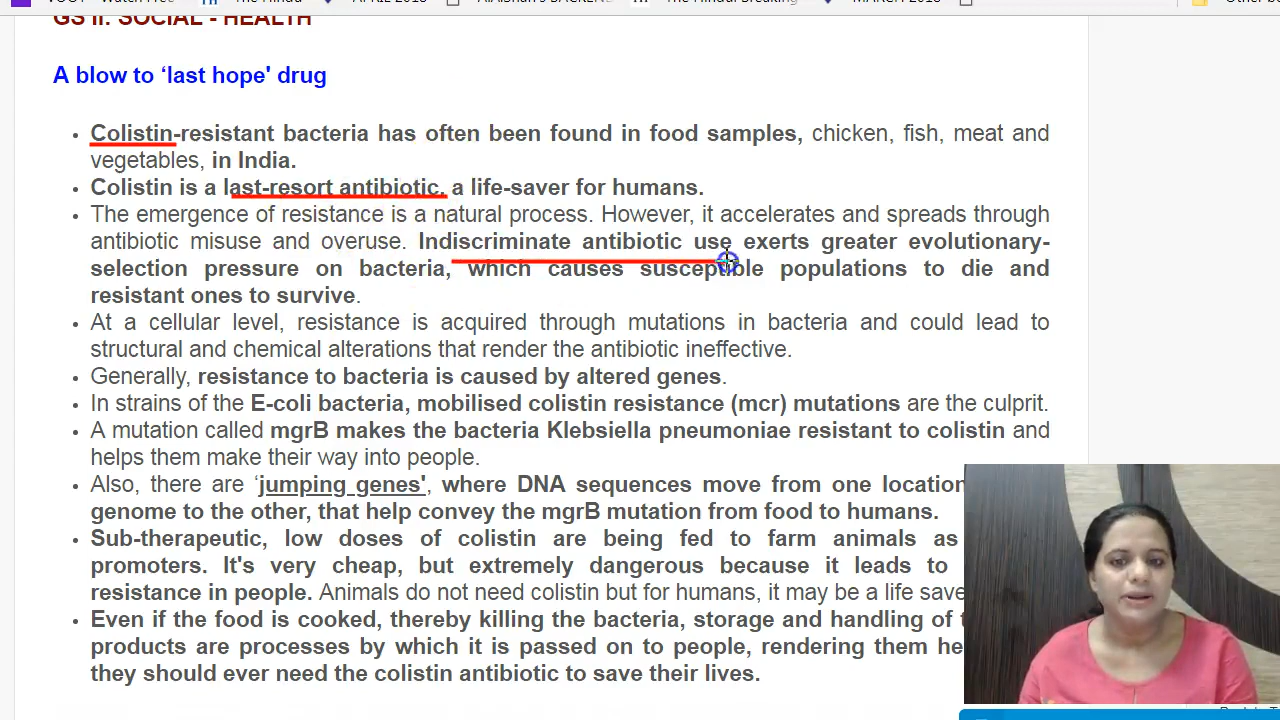 GS II: SOCIAL - HEALTH
A blow to ‘last hope' drug
Colistin-resistant bacteria has often been found in food samples, chicken, fish, meat and
vegetables, in India.
Colistin is a last-resort antibiotic, a life-saver for humans.
The emergence of resistance is a natural process. However, it accelerates and spreads through
antibiotic misuse and overuse. Indiscriminate antibiotic use exerts greater evolutionary-
selection pressure on bacteria, which causes susceptible populations to die and
resistant ones to survive.
At a cellular level, resistance is acquired through mutations in bacteria and could lead to
structural and chemical alterations that render the antibiotic ineffective.
Generally, resistance to bacteria is caused by altered genes.
In strains of the E-coli bacteria, mobilised colistin resistance (mcr) mutations are the culprit.
A mutation called mgrB makes the bacteria Klebsiella pneumoniae resistant to colistin and
helps them make their way into people.
Also, there are ‘jumping genes', where DNA sequences move from one location
genome to the other, that help convey the mgrB mutation from food to humans.
Sub-therapeutic, low doses of colistin are being fed to farm animals as
promoters. It's very cheap, but extremely dangerous because it leads to
resistance in people. Animals do not need colistin but for humans, it may be a life save
Even if the food is cooked, thereby killing the bacteria, storage and handling of
products are processes by which it is passed on to people, rendering them he
they should ever need the colistin antibiotic to save their lives.